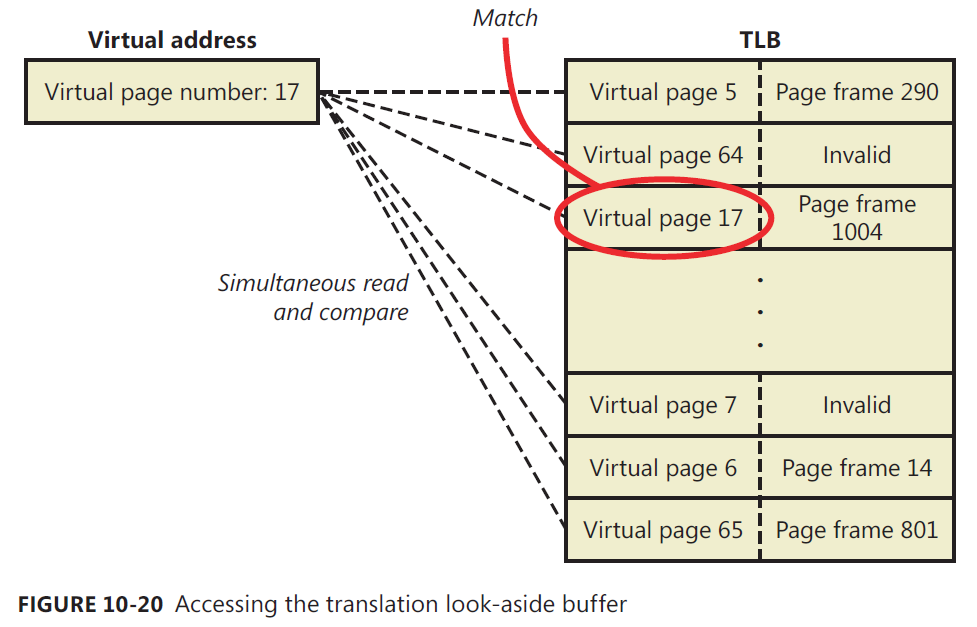 Match
Virtual address
TLB
Virtual page number: 17
Virtual page 5
Page frame 290
Virtual page 64
Invalid
Virtual page 17
Page frame
1004
Simultaneous read
and compare
.
.
.
Virtual page 7
Invalid
Virtual page 6
Page frame 14
Virtual page 65
Page frame 801
FIGURE 10-20 Accessing the translation look-aside buffer